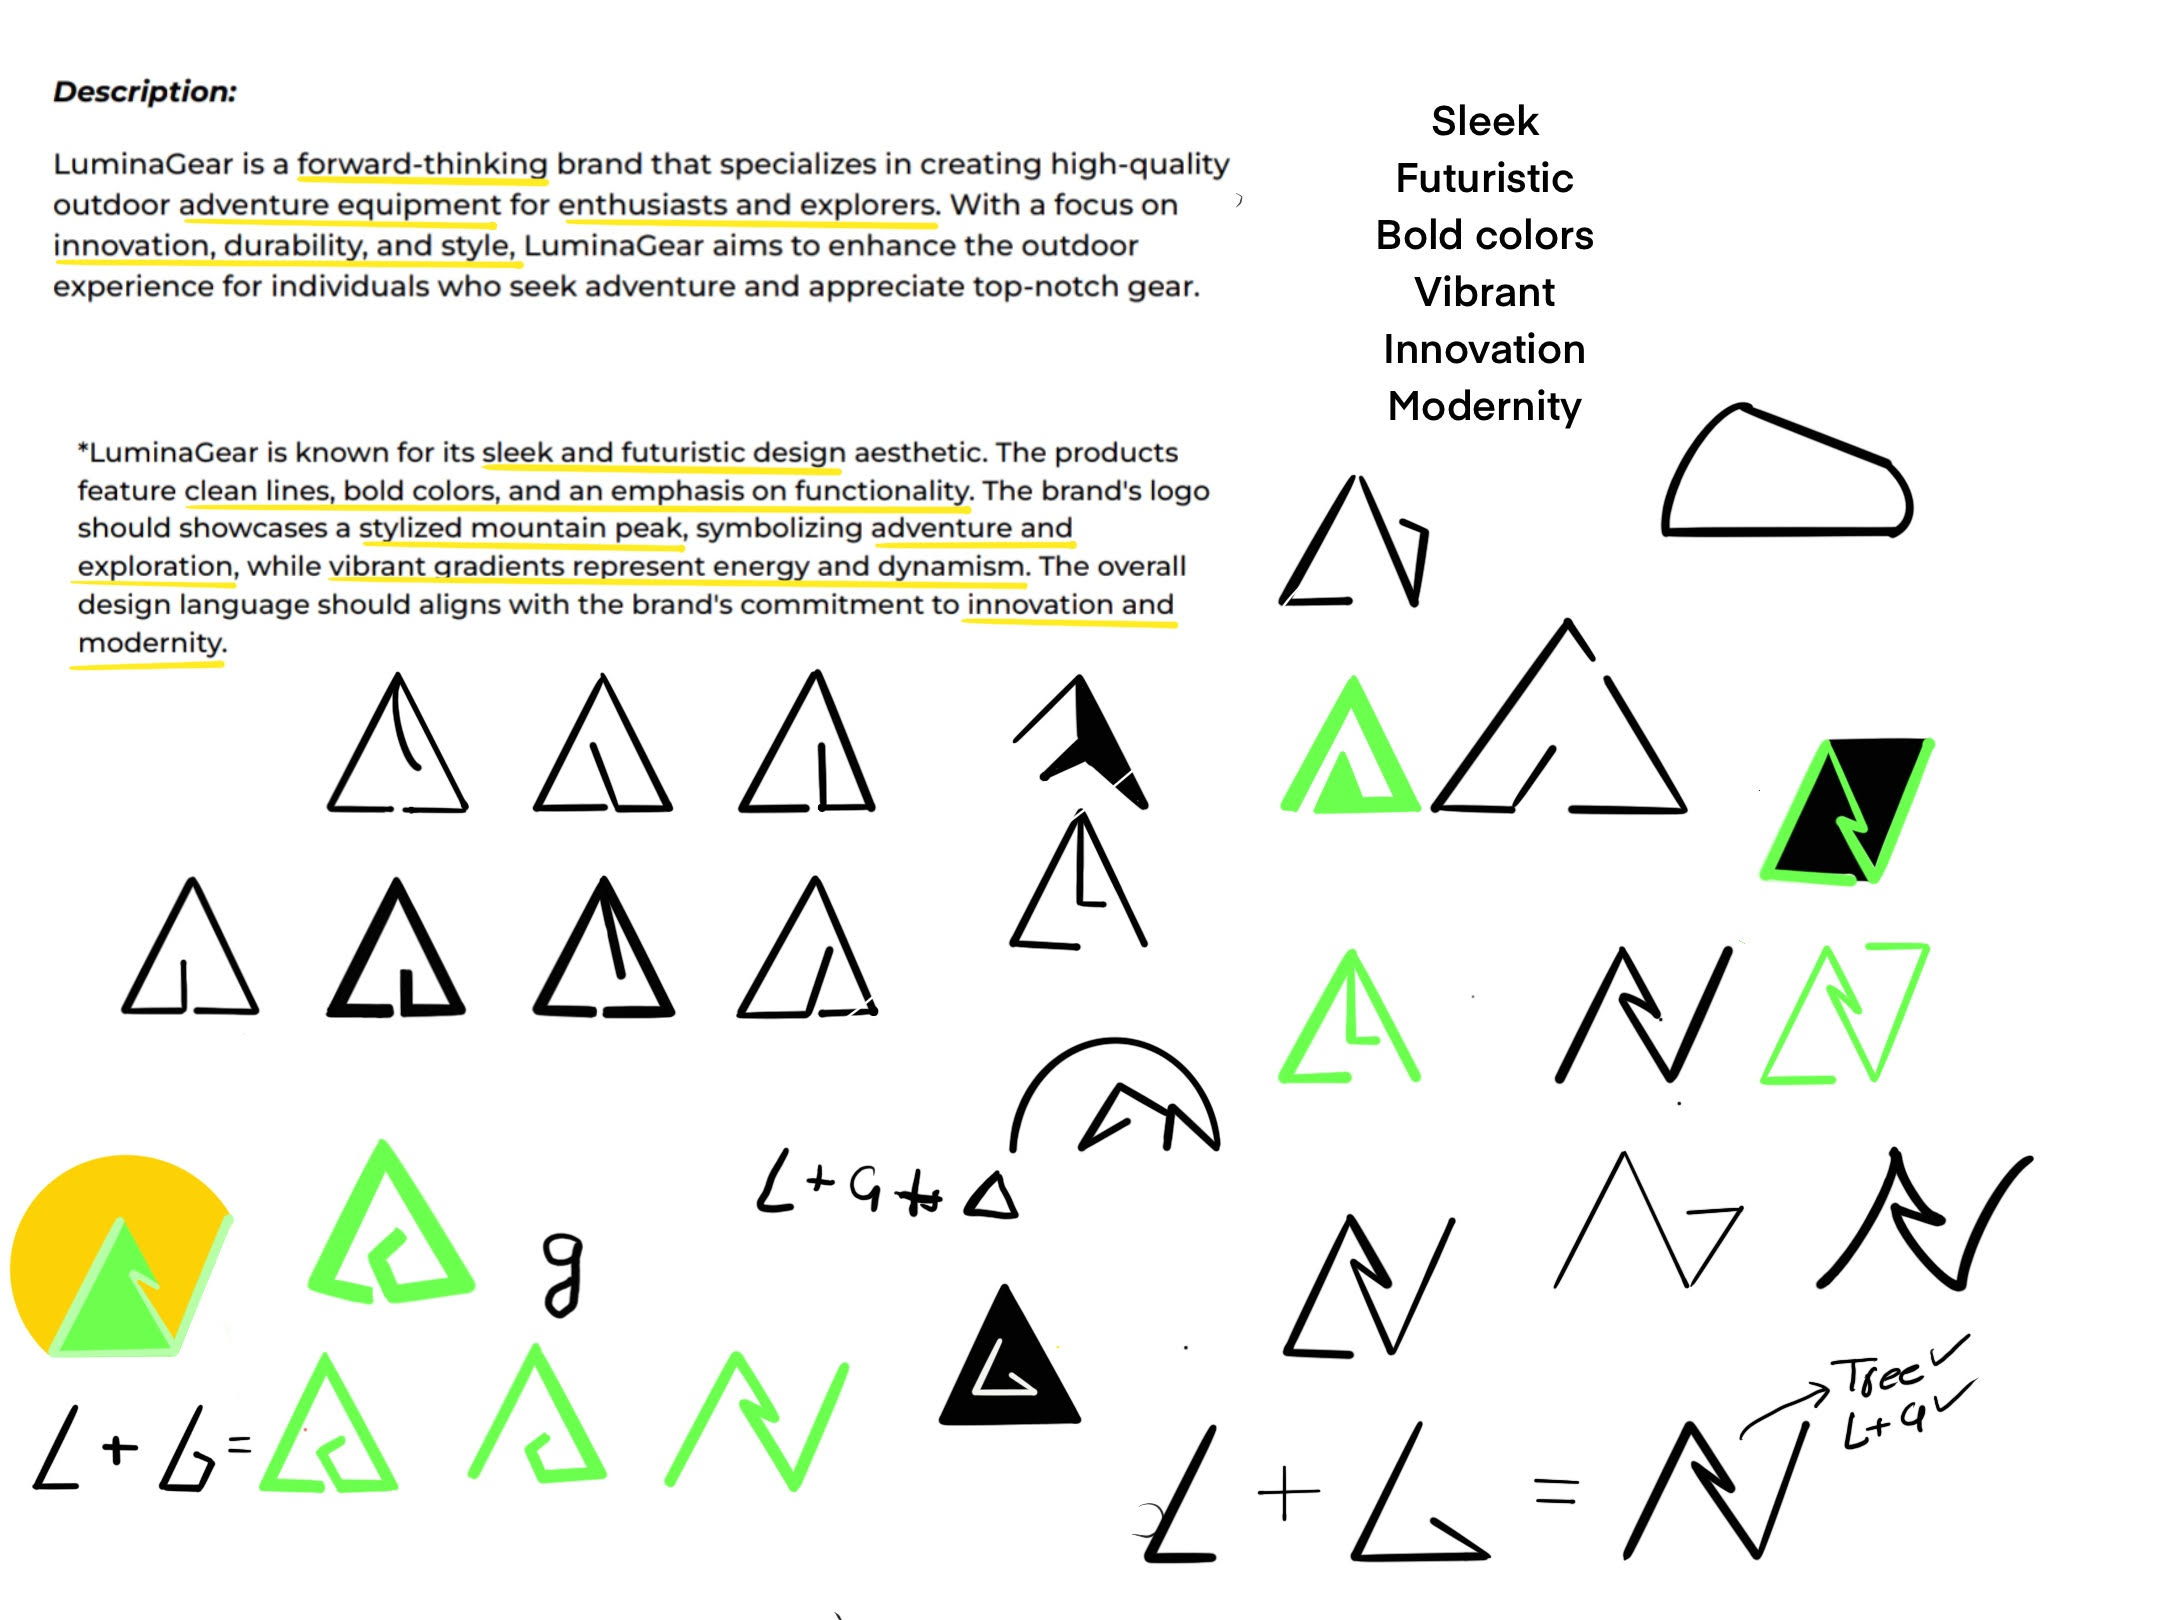 Description:
LuminaGear is a forward-thinking brand that specializes in creating high-quality
outdoor adventure equipment for enthusiasts and explorers. With a focus on
innovation, durability, and style, LuminaGear aims to enhance the outdoor
experience for individuals who seek adventure and appreciate top-notch gear.
*LuminaGear is known for its sleek and futuristic design aesthetic. The products
feature clean lines, bold colors, and an emphasis on functionality. The brand's logo
should showcases a stylized mountain peak, symbolizing adventure and
exploration, while vibrant gradients represent energy and dynamism. The overall
design language should aligns with the brand's commitment to innovation and
modernity.
Sleek
Futuristic
Bold colors
Vibrant
Innovation
Modernity
L + G + Δ
g
L + G =
L + G =
Tree ✓
L + G ✓